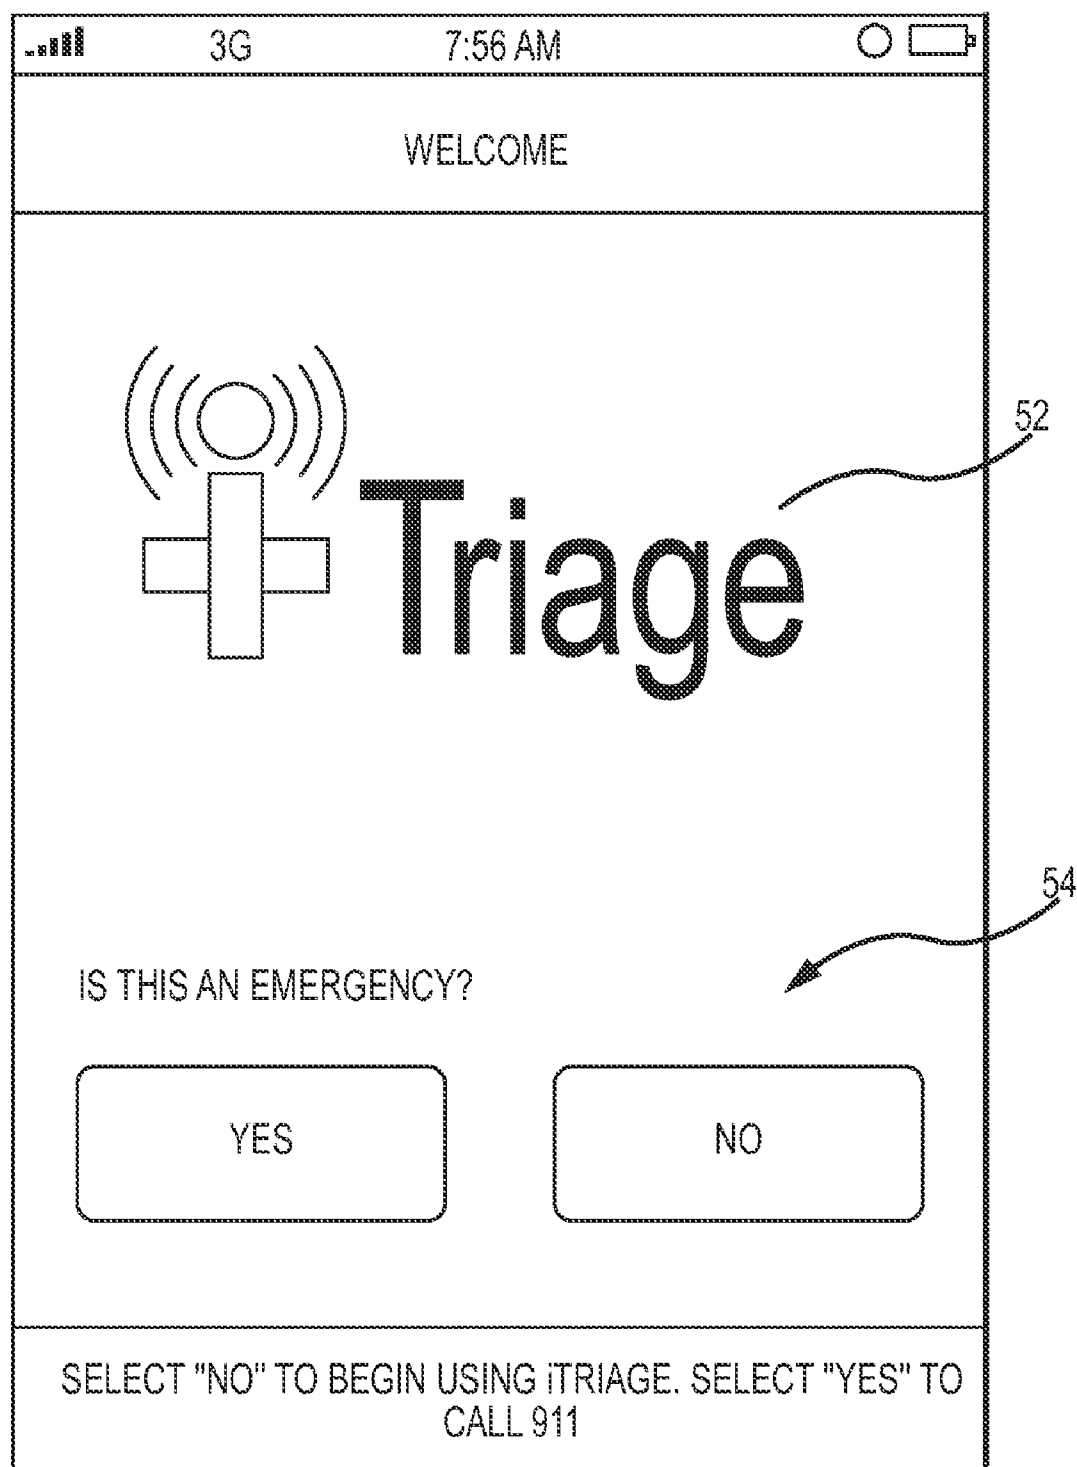 3G 7:56 AM
WELCOME
52
Triage
54
IS THIS AN EMERGENCY?
YES NO
SELECT "NO" TO BEGIN USING iTRIAGE. SELECT "YES" TO
CALL 911